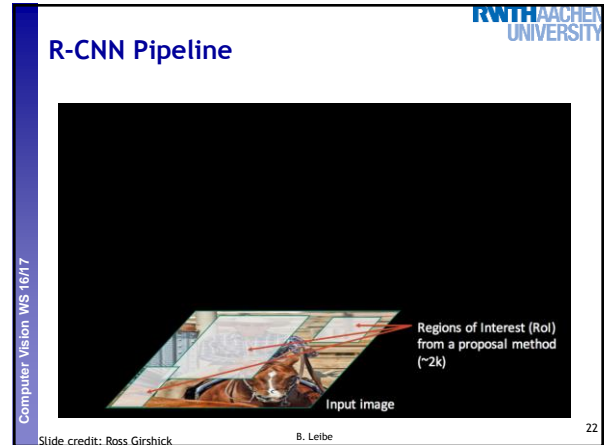 RWTHAACHEN
UNIVERSITY
R-CNN Pipeline
Regions of Interest (RoI)
from a proposal method
(~2k)
Input image
Computer Vision WS 16/17
Slide credit: Ross Girshick
B. Leibe
22